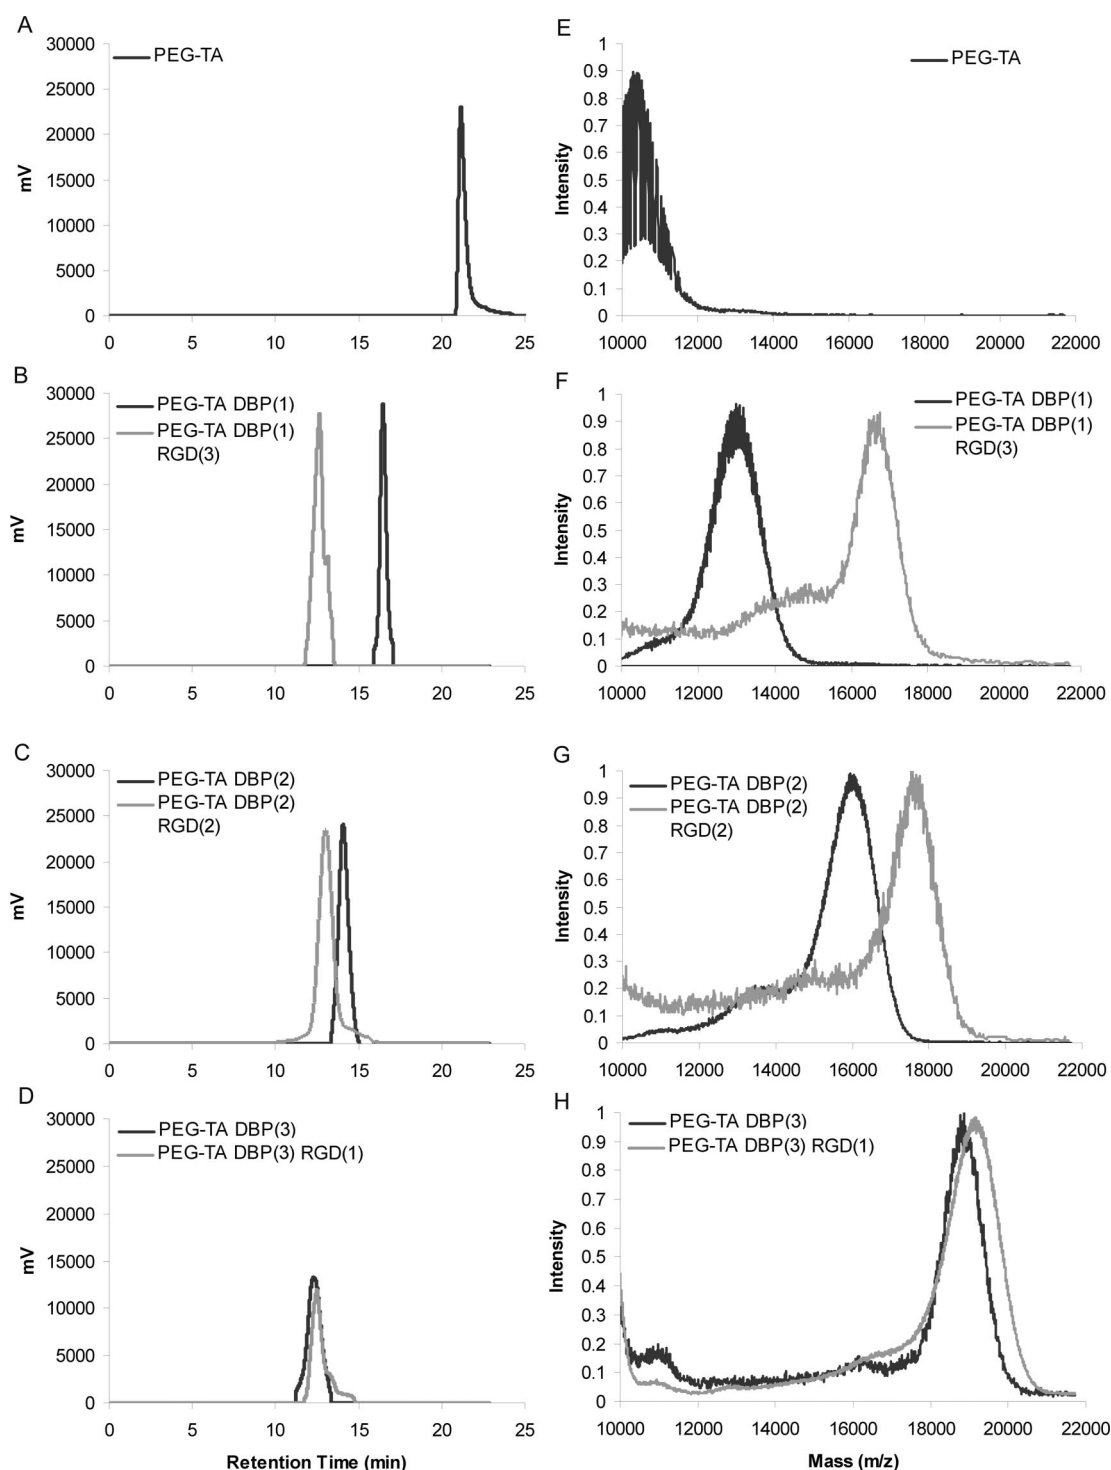 A
30000
25000
20000
15000
10000
5000
0
mV
PEG-TA
0 5 10 15 20 25
E
1
0.9
0.8
0.7
0.6
0.5
0.4
0.3
0.2
0.1
0
Intensity
PEG-TA
10000 12000 14000 16000 18000 20000 22000
B
30000
25000
20000
15000
10000
5000
0
mV
PEG-TA DBP(1)
PEG-TA DBP(1)
RGD(3)
0 5 10 15 20 25
F
1
0.9
0.8
0.7
0.6
0.5
0.4
0.3
0.2
0.1
0
Intensity
PEG-TA DBP(1)
PEG-TA DBP(1)
RGD(3)
10000 12000 14000 16000 18000 20000 22000
C
30000
25000
20000
15000
10000
5000
0
mV
PEG-TA DBP(2)
PEG-TA DBP(2)
RGD(2)
0 5 10 15 20 25
G
1
0.9
0.8
0.7
0.6
0.5
0.4
0.3
0.2
0.1
0
Intensity
PEG-TA DBP(2)
PEG-TA DBP(2)
RGD(2)
10000 12000 14000 16000 18000 20000 22000
D
30000
25000
20000
15000
10000
5000
0
mV
PEG-TA DBP(3)
PEG-TA DBP(3) RGD(1)
0 5 10 15 20 25
Retention Time (min)
H
1
0.9
0.8
0.7
0.6
0.5
0.4
0.3
0.2
0.1
0
Intensity
PEG-TA DBP(3)
PEG-TA DBP(3) RGD(1)
10000 12000 14000 16000 18000 20000 22000
Mass (m/z)